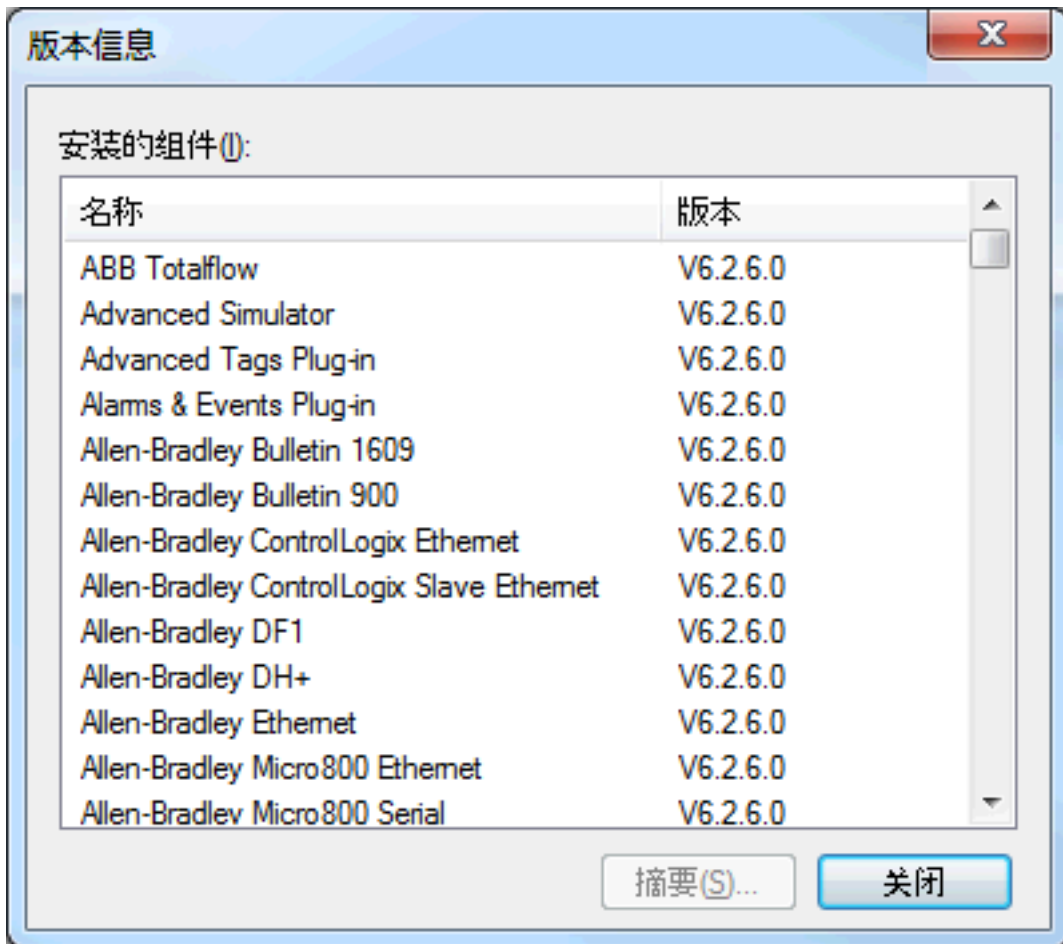 版本信息
安装的组件(I):
名称 版本
ABB Totalflow V6.2.6.0
Advanced Simulator V6.2.6.0
Advanced Tags Plug-in V6.2.6.0
Alarms & Events Plug-in V6.2.6.0
Allen-Bradley Bulletin 1609 V6.2.6.0
Allen-Bradley Bulletin 900 V6.2.6.0
Allen-Bradley ControlLogix Ethernet V6.2.6.0
Allen-Bradley ControlLogix Slave Ethernet V6.2.6.0
Allen-Bradley DF1 V6.2.6.0
Allen-Bradley DH+ V6.2.6.0
Allen-Bradley Ethernet V6.2.6.0
Allen-Bradley Micro800 Ethernet V6.2.6.0
Allen-Bradley Micro800 Serial V6.2.6.0
摘要(S)... 关闭